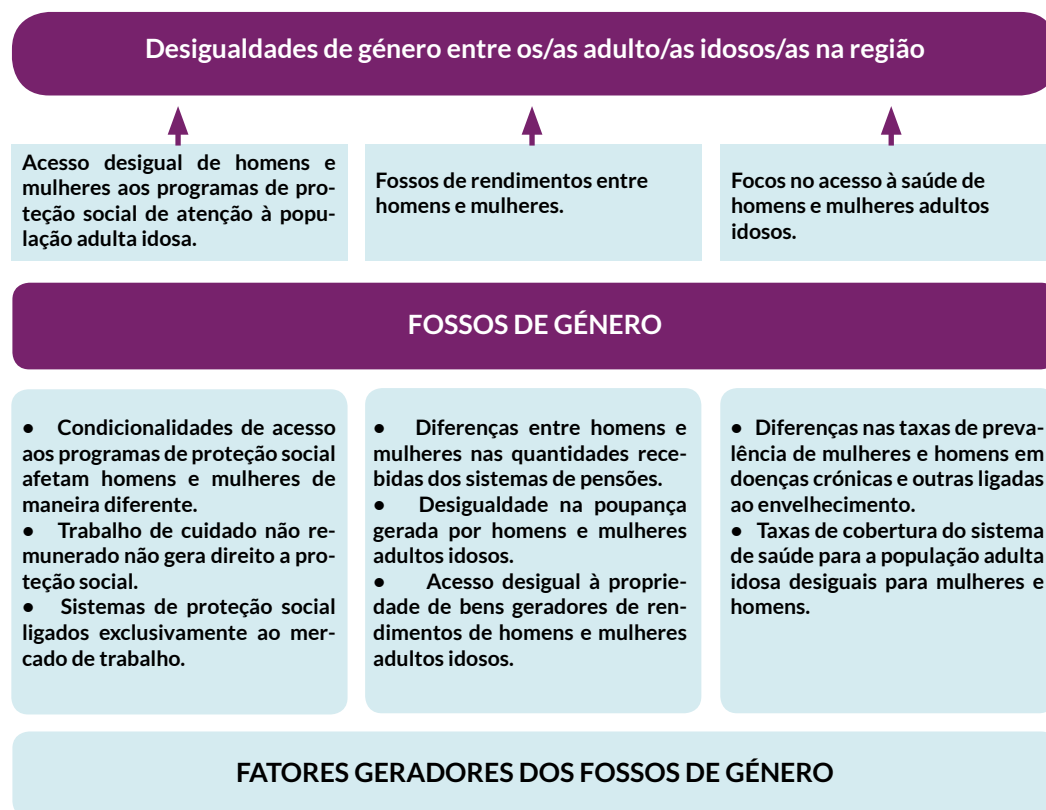 Desigualdades de género entre os/as adulto/as idosos/as na região
Acesso desigual de homens e
mulheres aos programas de pro-
teção social de atenção à popu-
lação adulta idosa.
Fossos de rendimentos entre
homens e mulheres.
Focos no acesso à saúde de
homens e mulheres adultos
idosos.
FOSSOS DE GÉNERO
● Condicionalidades de acesso
aos programas de proteção social
afetam homens e mulheres de
maneira diferente.
● Trabalho de cuidado não re-
munerado não gera direito a pro-
teção social.
● Sistemas de proteção social
ligados exclusivamente ao mer-
cado de trabalho.
● Diferenças entre homens e
mulheres nas quantidades rece-
bidas dos sistemas de pensões.
● Desigualdade na poupança
gerada por homens e mulheres
adultos idosos.
● Acesso desigual à proprie-
dade de bens geradores de ren-
dimentos de homens e mulheres
adultos idosos.
● Diferenças nas taxas de preva-
lência de mulheres e homens em
doenças crónicas e outras ligadas
ao envelhecimento.
● Taxas de cobertura do sistema
de saúde para a população adulta
idosa desiguais para mulheres e
homens.
FATORES GERADORES DOS FOSSOS DE GÉNERO